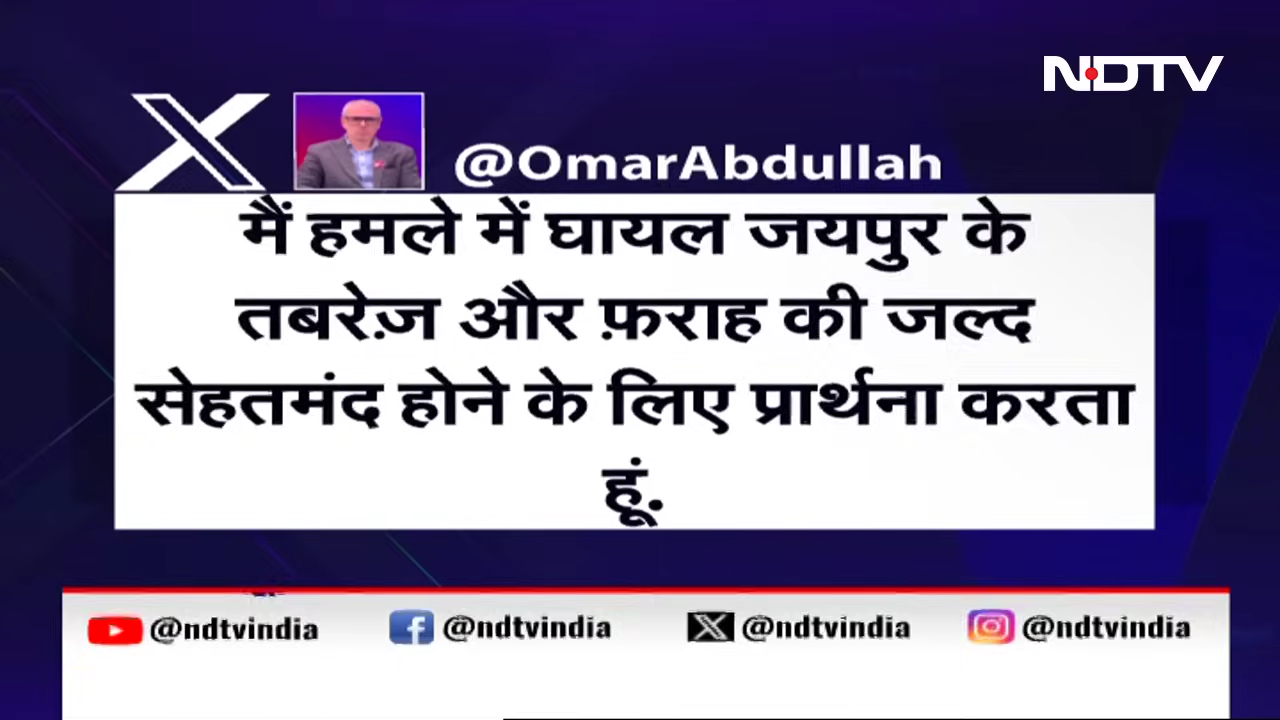 NDTV
@OmarAbdullah
मैं हमले में घायल जयपुर के
तबरेज़ और फ़राह की जल्द
सेहतमंद होने के लिए प्रार्थना करता
हूं.
@ndtvindia @ndtvindia @ndtvindia @ndtvindia